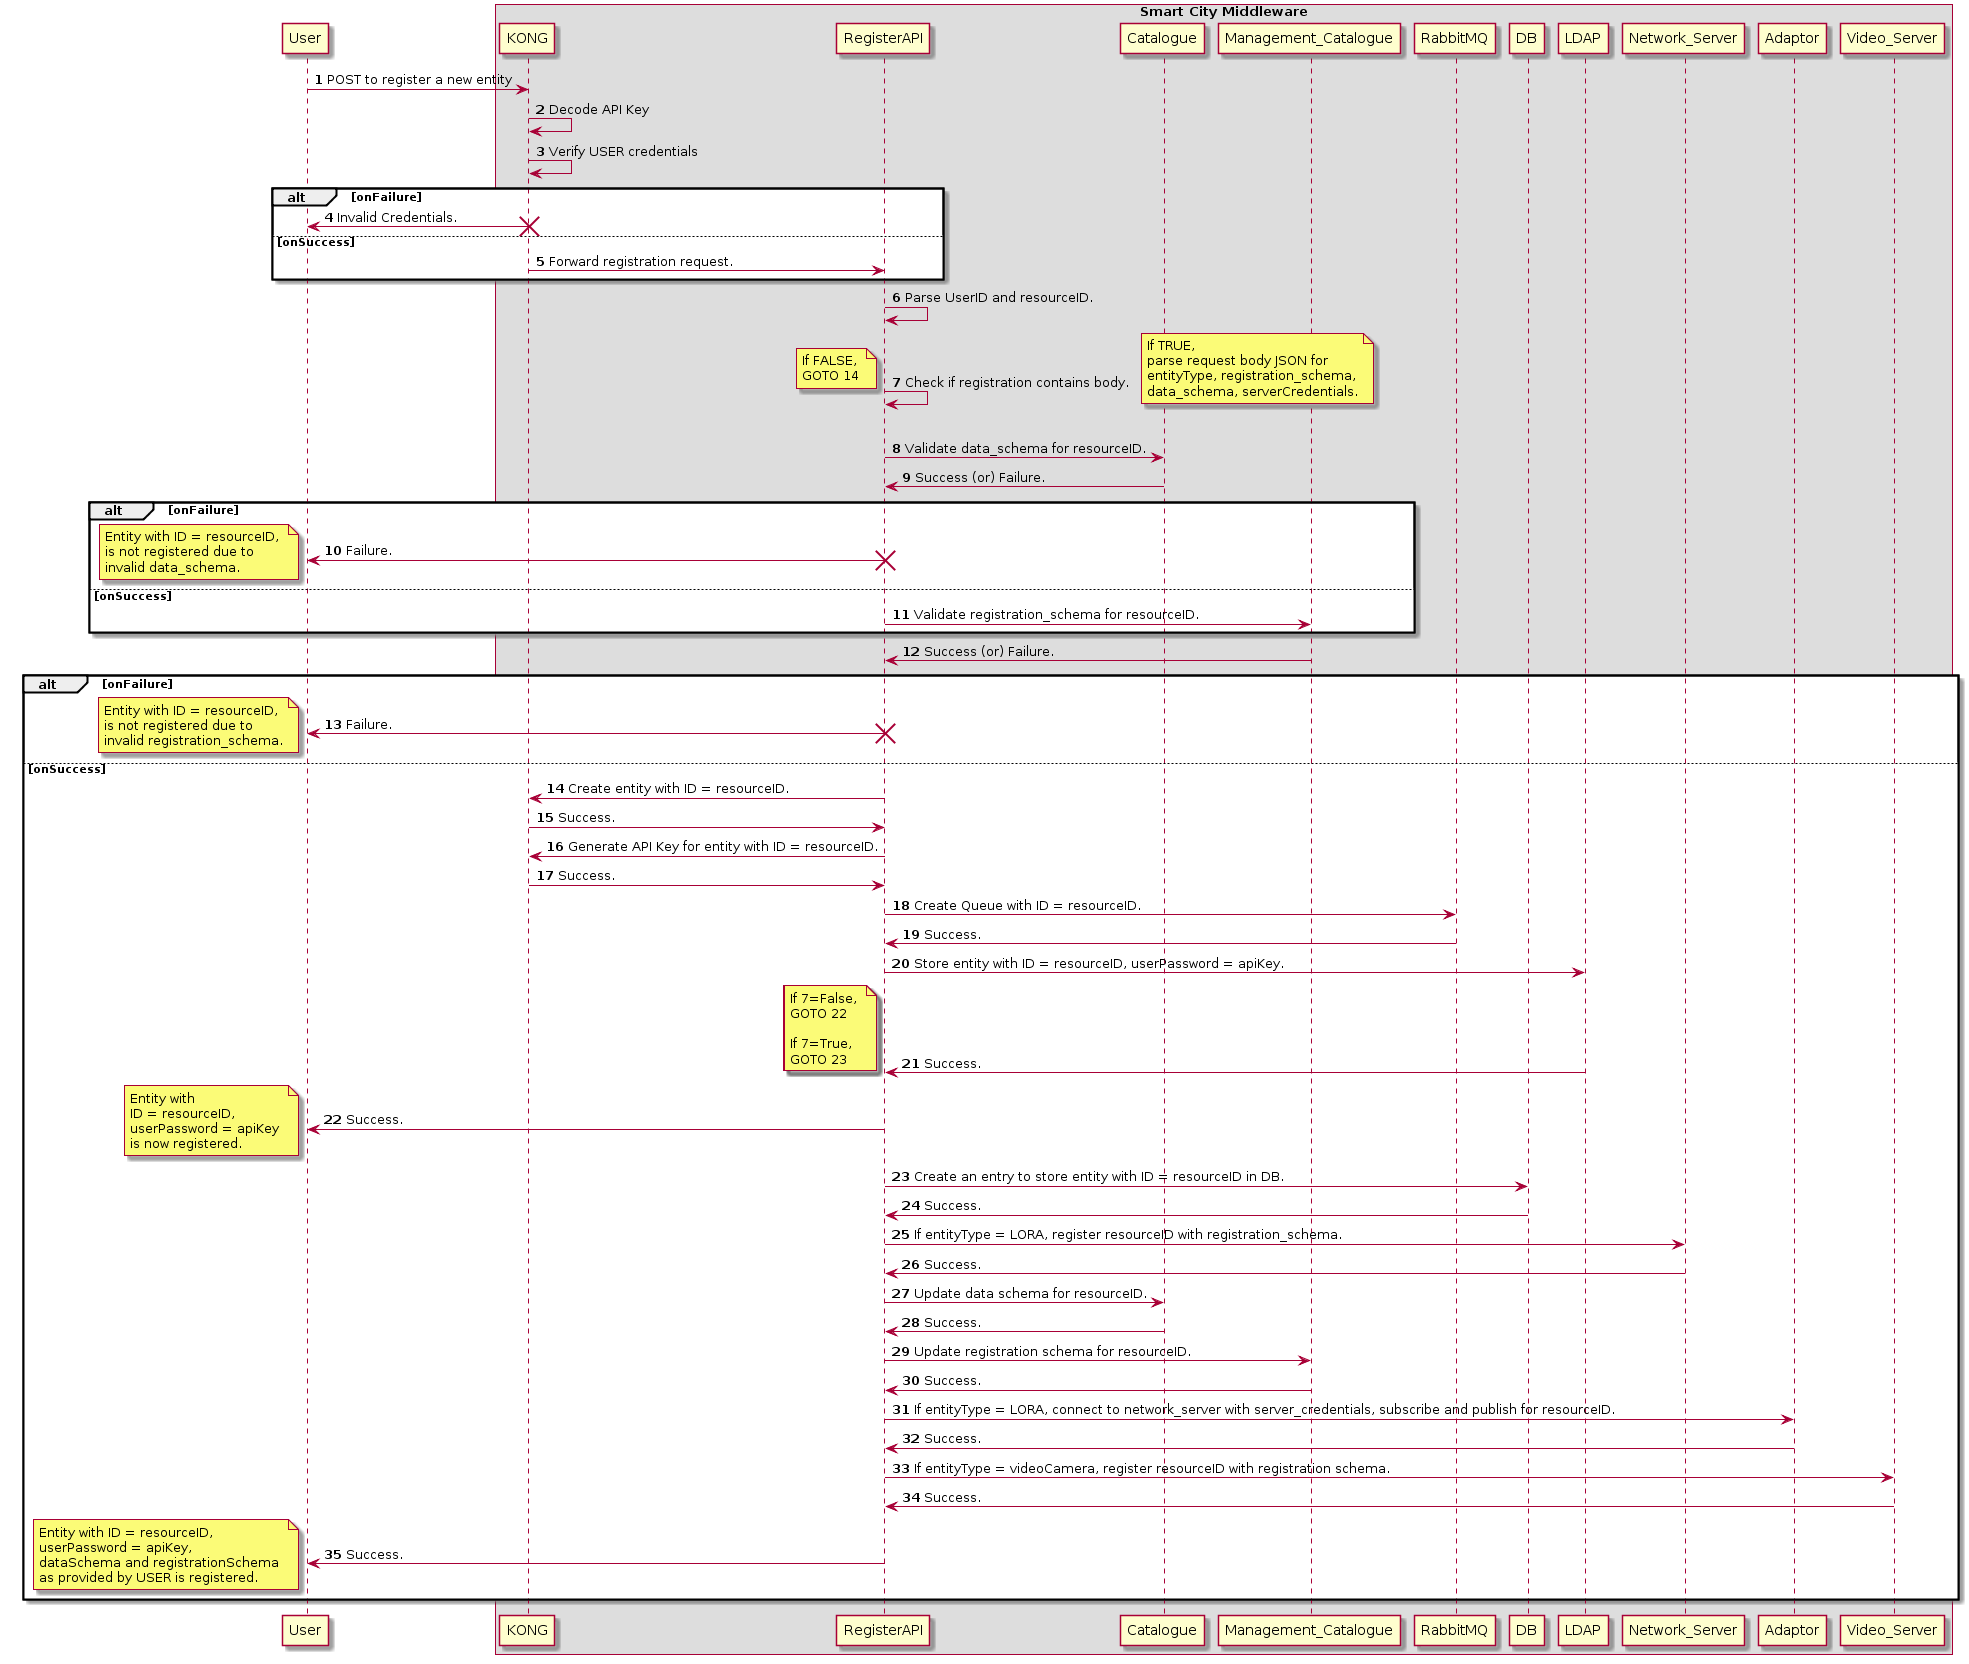 Smart City Middleware
User
KONG
RegisterAPI
Catalogue
Management_Catalogue
RabbitMQ
DB
LDAP
Network_Server
Adaptor
Video_Server
1 POST to register a new entity
2 Decode API Key
3 Verify USER credentials
alt [onFailure]
4 Invalid Credentials.
[onSuccess]
5 Forward registration request.
6 Parse UserID and resourceID.
If FALSE,
GOTO 14
7 Check if registration contains body.
If TRUE,
parse request body JSON for
entityType, registration_schema,
data_schema, serverCredentials.
8 Validate data_schema for resourceID.
9 Success (or) Failure.
alt [onFailure]
Entity with ID = resourceID,
is not registered due to
invalid data_schema.
10 Failure.
[onSuccess]
11 Validate registration_schema for resourceID.
12 Success (or) Failure.
alt [onFailure]
Entity with ID = resourceID,
is not registered due to
invalid registration_schema.
13 Failure.
[onSuccess]
14 Create entity with ID = resourceID.
15 Success.
16 Generate API Key for entity with ID = resourceID.
17 Success.
18 Create Queue with ID = resourceID.
19 Success.
20 Store entity with ID = resourceID, userPassword = apiKey.
If 7=False,
GOTO 22
If 7=True,
GOTO 23
21 Success.
Entity with
ID = resourceID,
userPassword = apiKey
is now registered.
22 Success.
23 Create an entry to store entity with ID = resourceID in DB.
24 Success.
25 If entityType = LORA, register resourceID with registration_schema.
26 Success.
27 Update data schema for resourceID.
28 Success.
29 Update registration schema for resourceID.
30 Success.
31 If entityType = LORA, connect to network_server with server_credentials, subscribe and publish for resourceID.
32 Success.
33 If entityType = videoCamera, register resourceID with registration schema.
34 Success.
Entity with ID = resourceID,
userPassword = apiKey,
dataSchema and registrationSchema
as provided by USER is registered.
35 Success.
User
KONG
RegisterAPI
Catalogue
Management_Catalogue
RabbitMQ
DB
LDAP
Network_Server
Adaptor
Video_Server